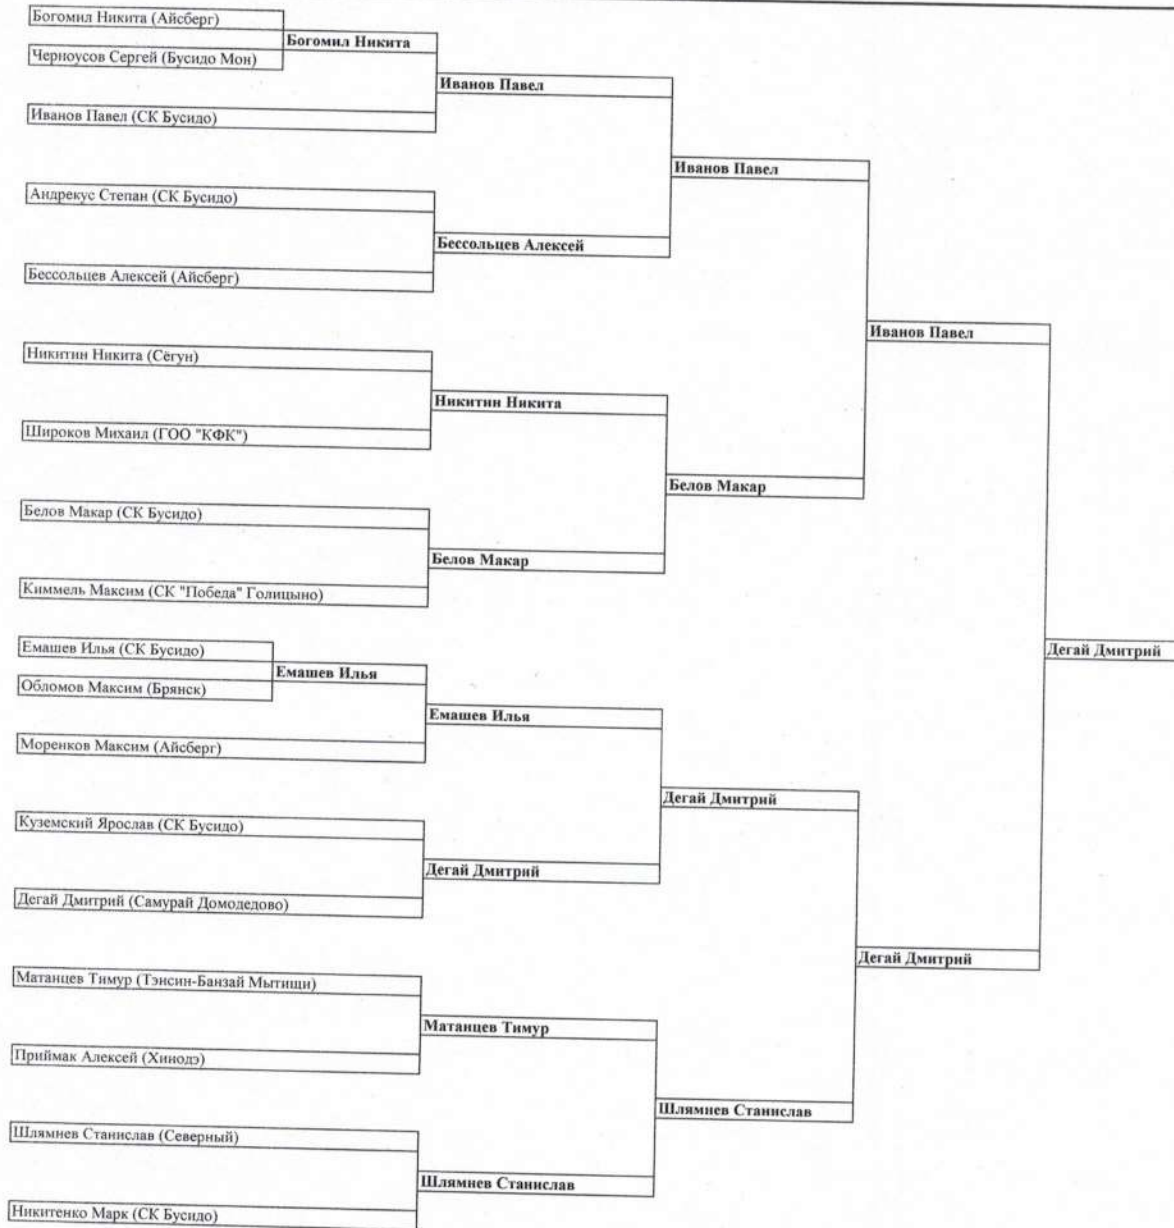 Богомил Никита (Айсберг)
Богомил Никита
Черноусов Сергей (Бусидо Мон)
Иванов Павел
Иванов Павел (СК Бусидо)
Иванов Павел
Андрекус Степан (СК Бусидо)
Бессольцев Алексей
Бессольцев Алексей (Айсберг)
Иванов Павел
Никитин Никита (Сёгун)
Никитин Никита
Широков Михаил (ГОО "КФК")
Белов Макар
Белов Макар (СК Бусидо)
Белов Макар
Киммель Максим (СК "Победа" Голицыно)
Дегай Дмитрий
Емашев Илья (СК Бусидо)
Емашев Илья
Обломов Максим (Брянск)
Емашев Илья
Моренков Максим (Айсберг)
Дегай Дмитрий
Куземский Ярослав (СК Бусидо)
Дегай Дмитрий
Дегай Дмитрий (Самурай Домодедово)
Дегай Дмитрий
Матанцев Тимур (Тэнсин-Банзай Мытищи)
Матанцев Тимур
Приймак Алексей (Хинодэ)
Шлямнев Станислав
Шлямнев Станислав (Северный)
Шлямнев Станислав
Никитенко Марк (СК Бусидо)